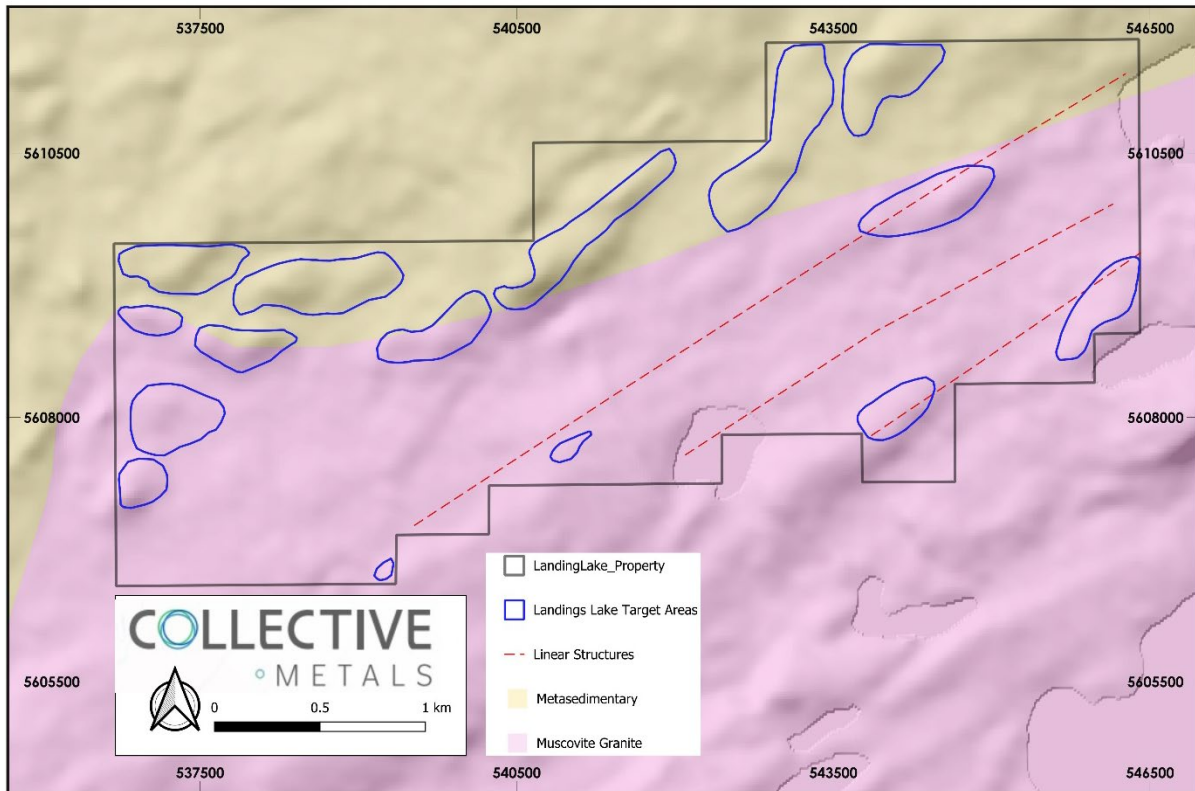 537500 540500 543500 546500
5610500 5610500
5608000 5608000
LandingLake_Property
Landings Lake Target Areas
Linear Structures
Metasedimentary
Muscovite Granite
COLLECTIVE
METALS
0 0.5 1 km
5605500 5605500
537500 540500 543500 546500